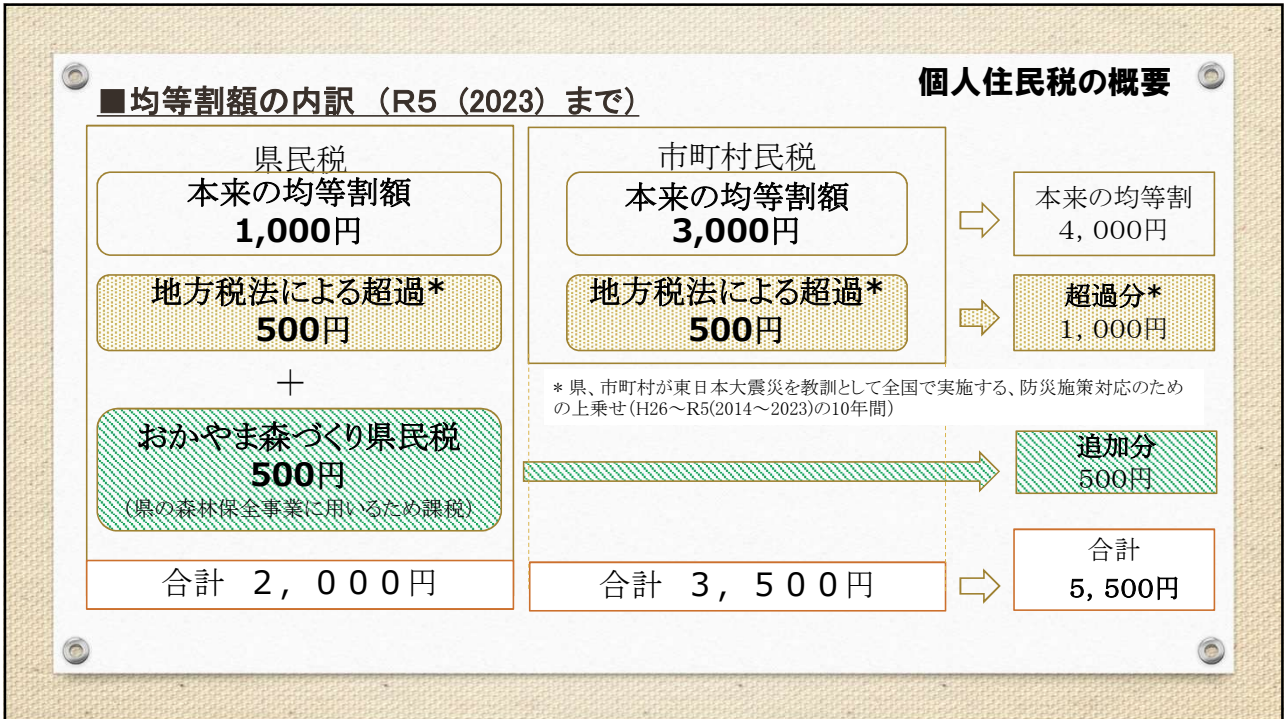 個人住民税の概要
■均等割額の内訳 （R5 (2023) まで）
県民税
本来の均等割額
1,000円
地方税法による超過*
500円
＋
おかやま森づくり県民税
500円
（県の森林保全事業に用いるため課税）
合計 ２，０００円
市町村民税
本来の均等割額
3,000円
地方税法による超過*
500円
* 県、市町村が東日本大震災を教訓として全国で実施する、防災施策対応のため
の上乗せ（H26～R5(2014～2023)の10年間）
合計 ３，５００円
本来の均等割
4，000円
超過分*
1，000円
追加分
500円
合計
5，500円